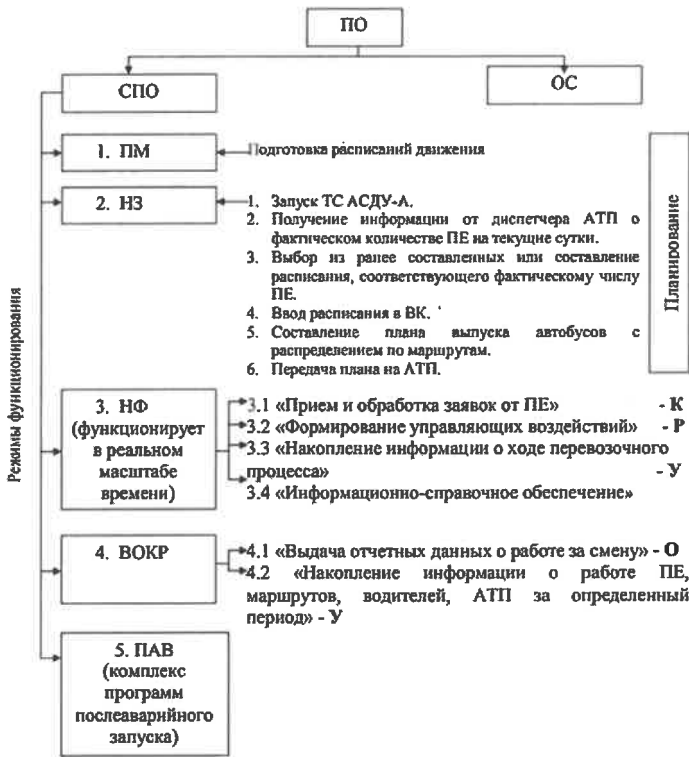 ПО
СПО
ОС
Режимы функционирования
1. ПМ
Подготовка расписаний движения
2. НЗ
1. Запуск ТС АСДУ-А.
2. Получение информации от диспетчера АТП о
фактическом количестве ПЕ на текущие сутки.
3. Выбор из ранее составленных или составление
расписания, соответствующего фактическому числу
ПЕ.
4. Ввод расписания в ВК.
5. Составление плана выпуска автобусов с
распределением по маршрутам.
6. Передача плана на АТП.
Планирование
3. НФ
(функционирует
в реальном
масштабе
времени)
3.1 «Прием и обработка заявок от ПЕ» - К
3.2 «Формирование управляющих воздействий» - Р
3.3 «Накопление информации о ходе перевозочного
процесса» - У
3.4 «Информационно-справочное обеспечение»
4. ВОКР
4.1 «Выдача отчетных данных о работе за смену» - О
4.2 «Накопление информации о работе ПЕ,
маршрутов, водителей, АТП за определенный
период» - У
5. ПАВ
(комплекс
программ
послеаварийного
запуска)